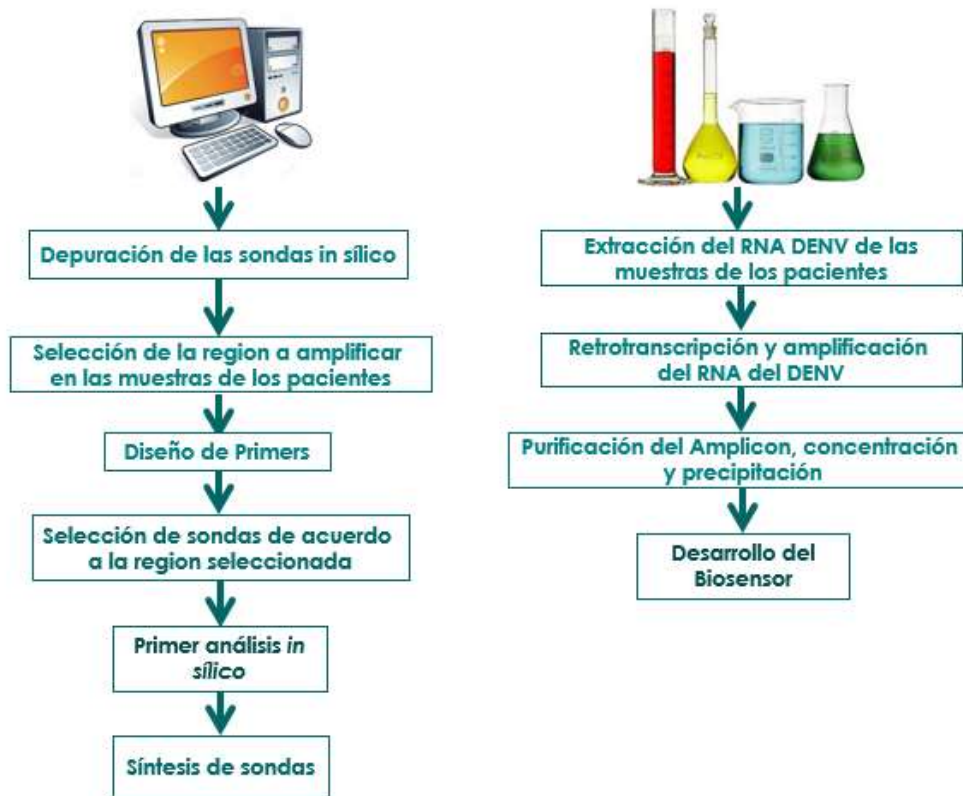 Depuración de las sondas in sílico
Selección de la region a amplificar
en las muestras de los pacientes
Diseño de Primers
Selección de sondas de acuerdo
a la region seleccionada
Primer análisis in
sílico
Síntesis de sondas
Extracción del RNA DENV de las
muestras de los pacientes
Retrotranscripción y amplificación
del RNA del DENV
Purificación del Amplicon, concentración
y precipitación
Desarrollo del
Biosensor